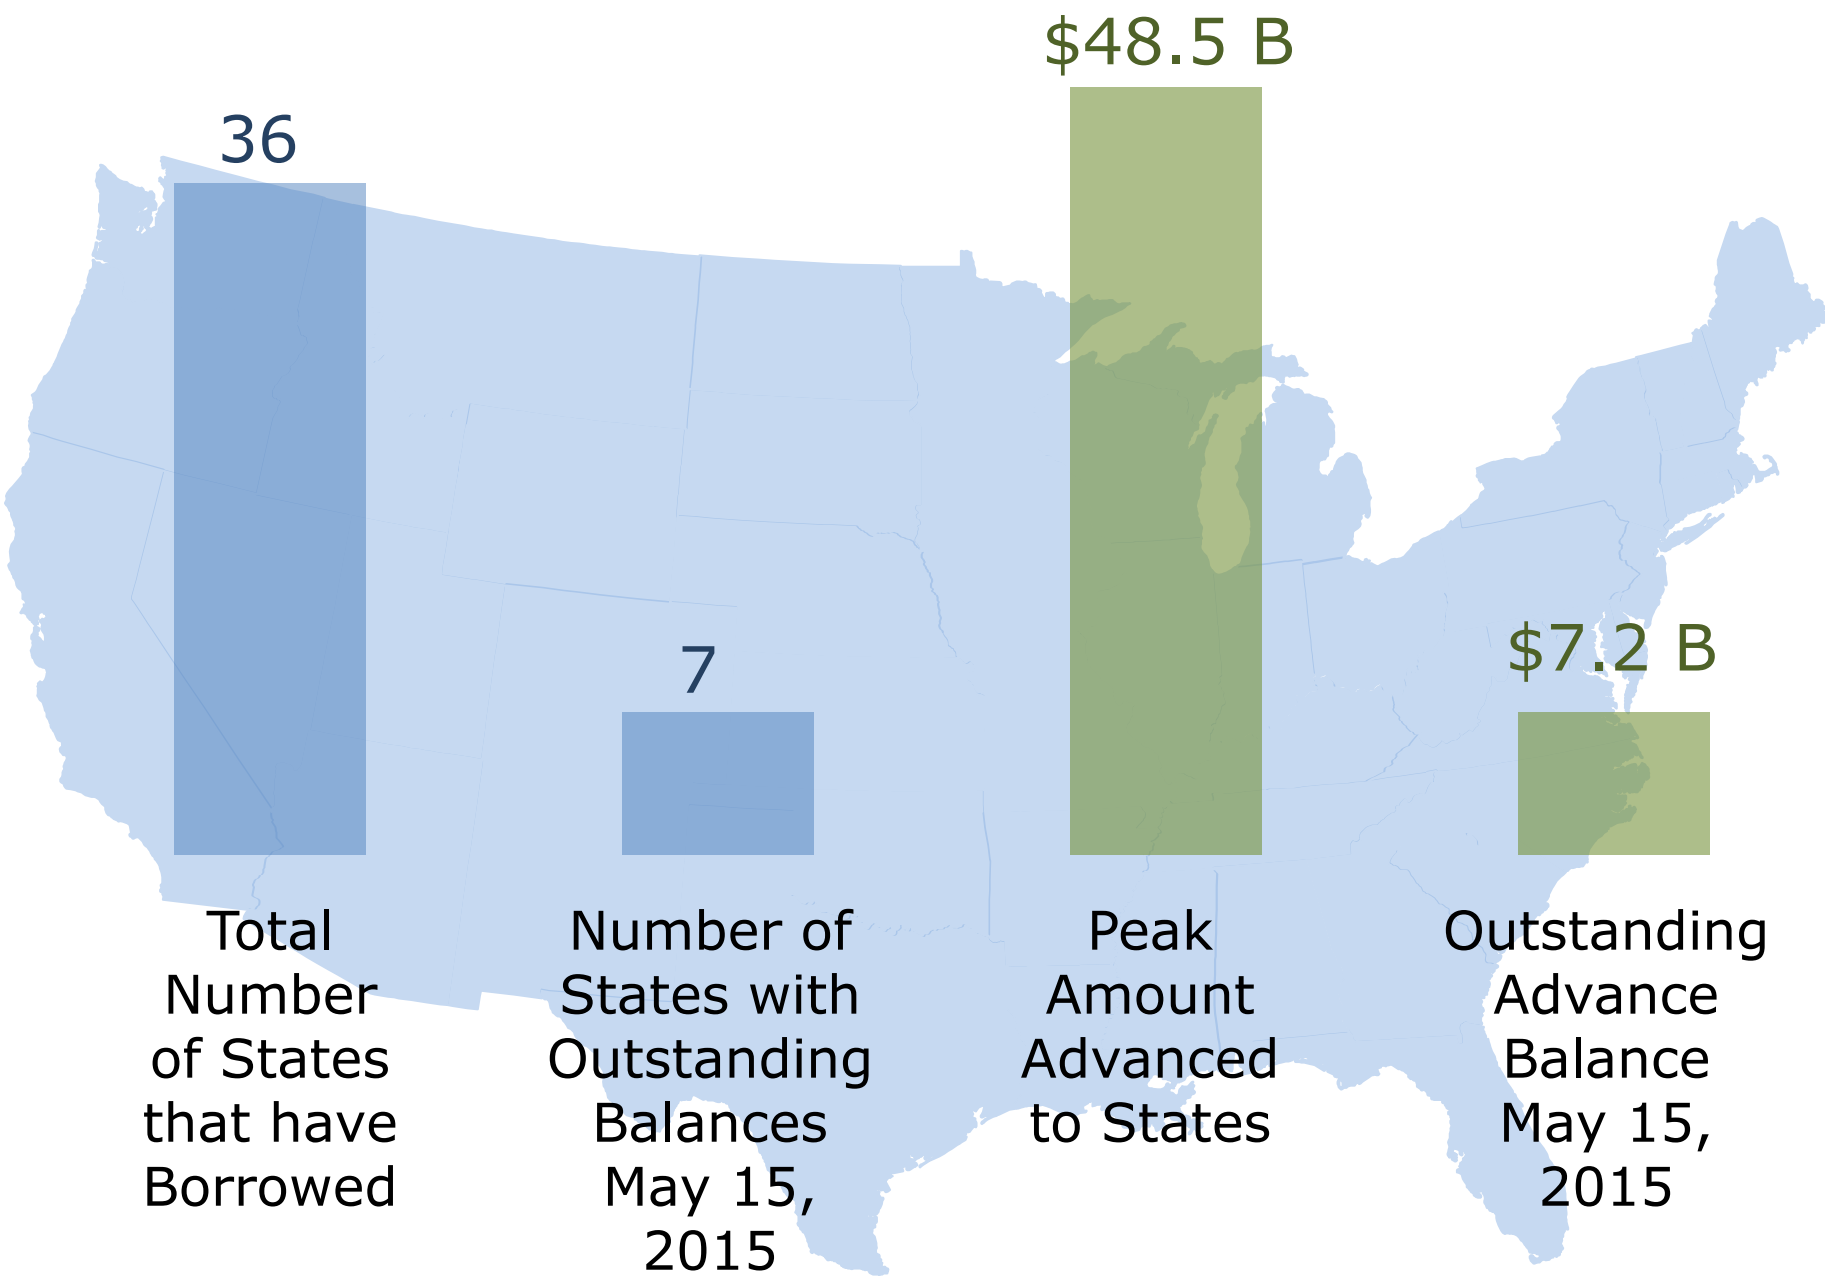 36
Total
Number
of States
that have
Borrowed
7
Number of
States with
Outstanding
Balances
May 15,
2015
$48.5 B
Peak
Amount
Advanced
to States
$7.2 B
Outstanding
Advance
Balance
May 15,
2015